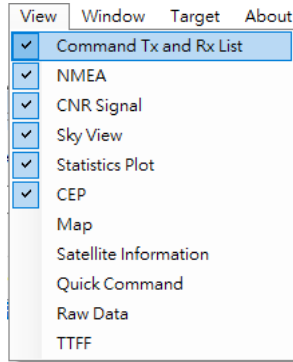 View Window Target About
Command Tx and Rx List
NMEA
CNR Signal
Sky View
Statistics Plot
CEP
Map
Satellite Information
Quick Command
Raw Data
TTFF